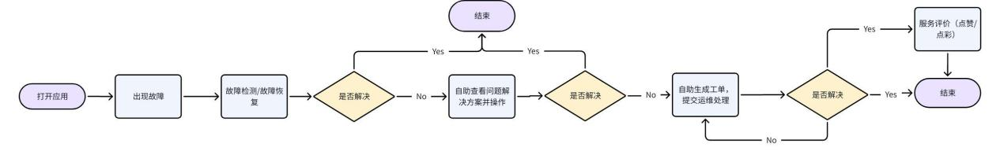 打开应用
出现故障
故障检测/故障恢
复
是否解决
Yes
结束
Yes
No
自助查看问题解
决方案并操作
是否解决
No
自助生成工单，
提交运维处理
是否解决
No
Yes
服务评价（点赞/
点彩）
Yes
结束